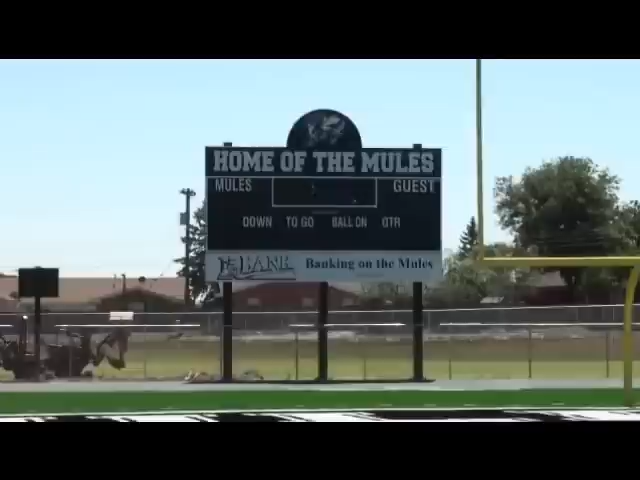 HOME OF THE MULES
MULES GUEST
DOWN TO GO BALL ON QTR
BANK Banking on the Mules